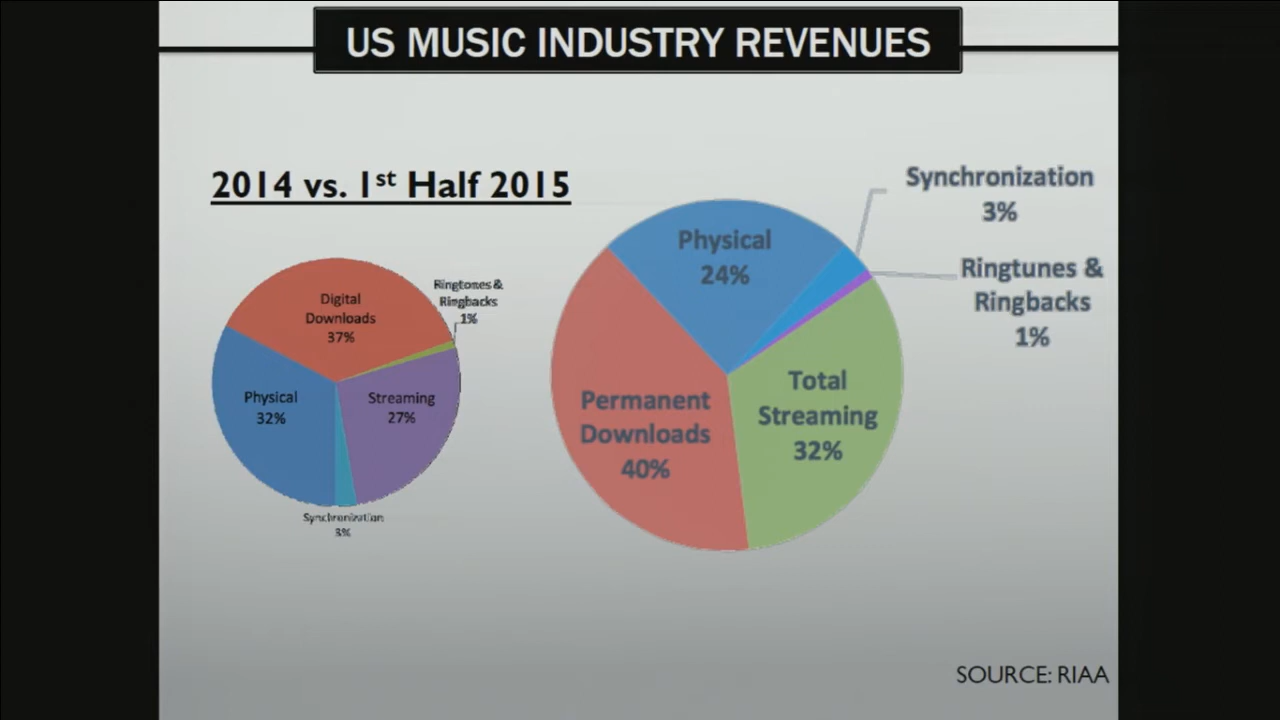 US MUSIC INDUSTRY REVENUES
2014 vs. 1st Half 2015
Digital
Downloads
37%
Ringtones &
Ringbacks
1%
Physical
32%
Streaming
27%
Synchronization
3%
Physical
24%
Synchronization
3%
Ringtunes &
Ringbacks
1%
Permanent
Downloads
40%
Total
Streaming
32%
SOURCE: RIAA